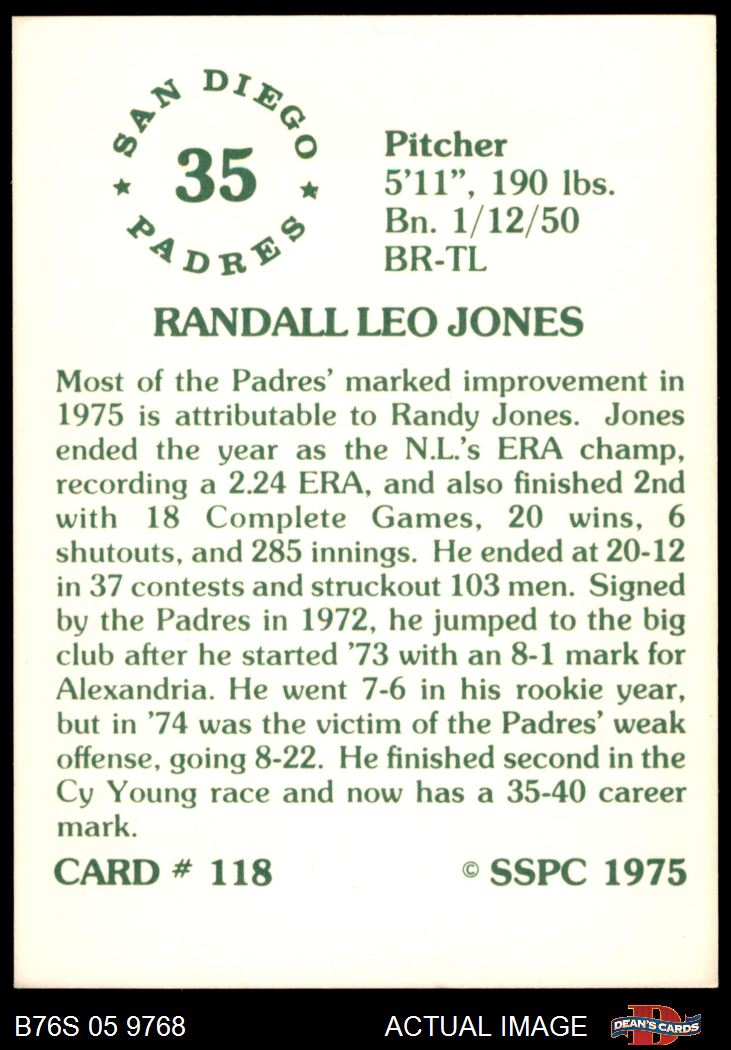 SAN DIEGO
35
PADRES
Pitcher
5'11”, 190 lbs.
Bn. 1/12/50
BR-TL
RANDALL LEO JONES
Most of the Padres' marked improvement in
1975 is attributable to Randy Jones. Jones
ended the year as the N.L.'s ERA champ,
recording a 2.24 ERA, and also finished 2nd
with 18 Complete Games, 20 wins, 6
shutouts, and 285 innings. He ended at 20-12
in 37 contests and struckout 103 men. Signed
by the Padres in 1972, he jumped to the big
club after he started '73 with an 8-1 mark for
Alexandria. He went 7-6 in his rookie year,
but in '74 was the victim of the Padres' weak
offense, going 8-22. He finished second in the
Cy Young race and now has a 35-40 career
mark.
CARD # 118 © SSPC 1975
B76S 05 9768 ACTUAL IMAGE DEAN'S CARDS